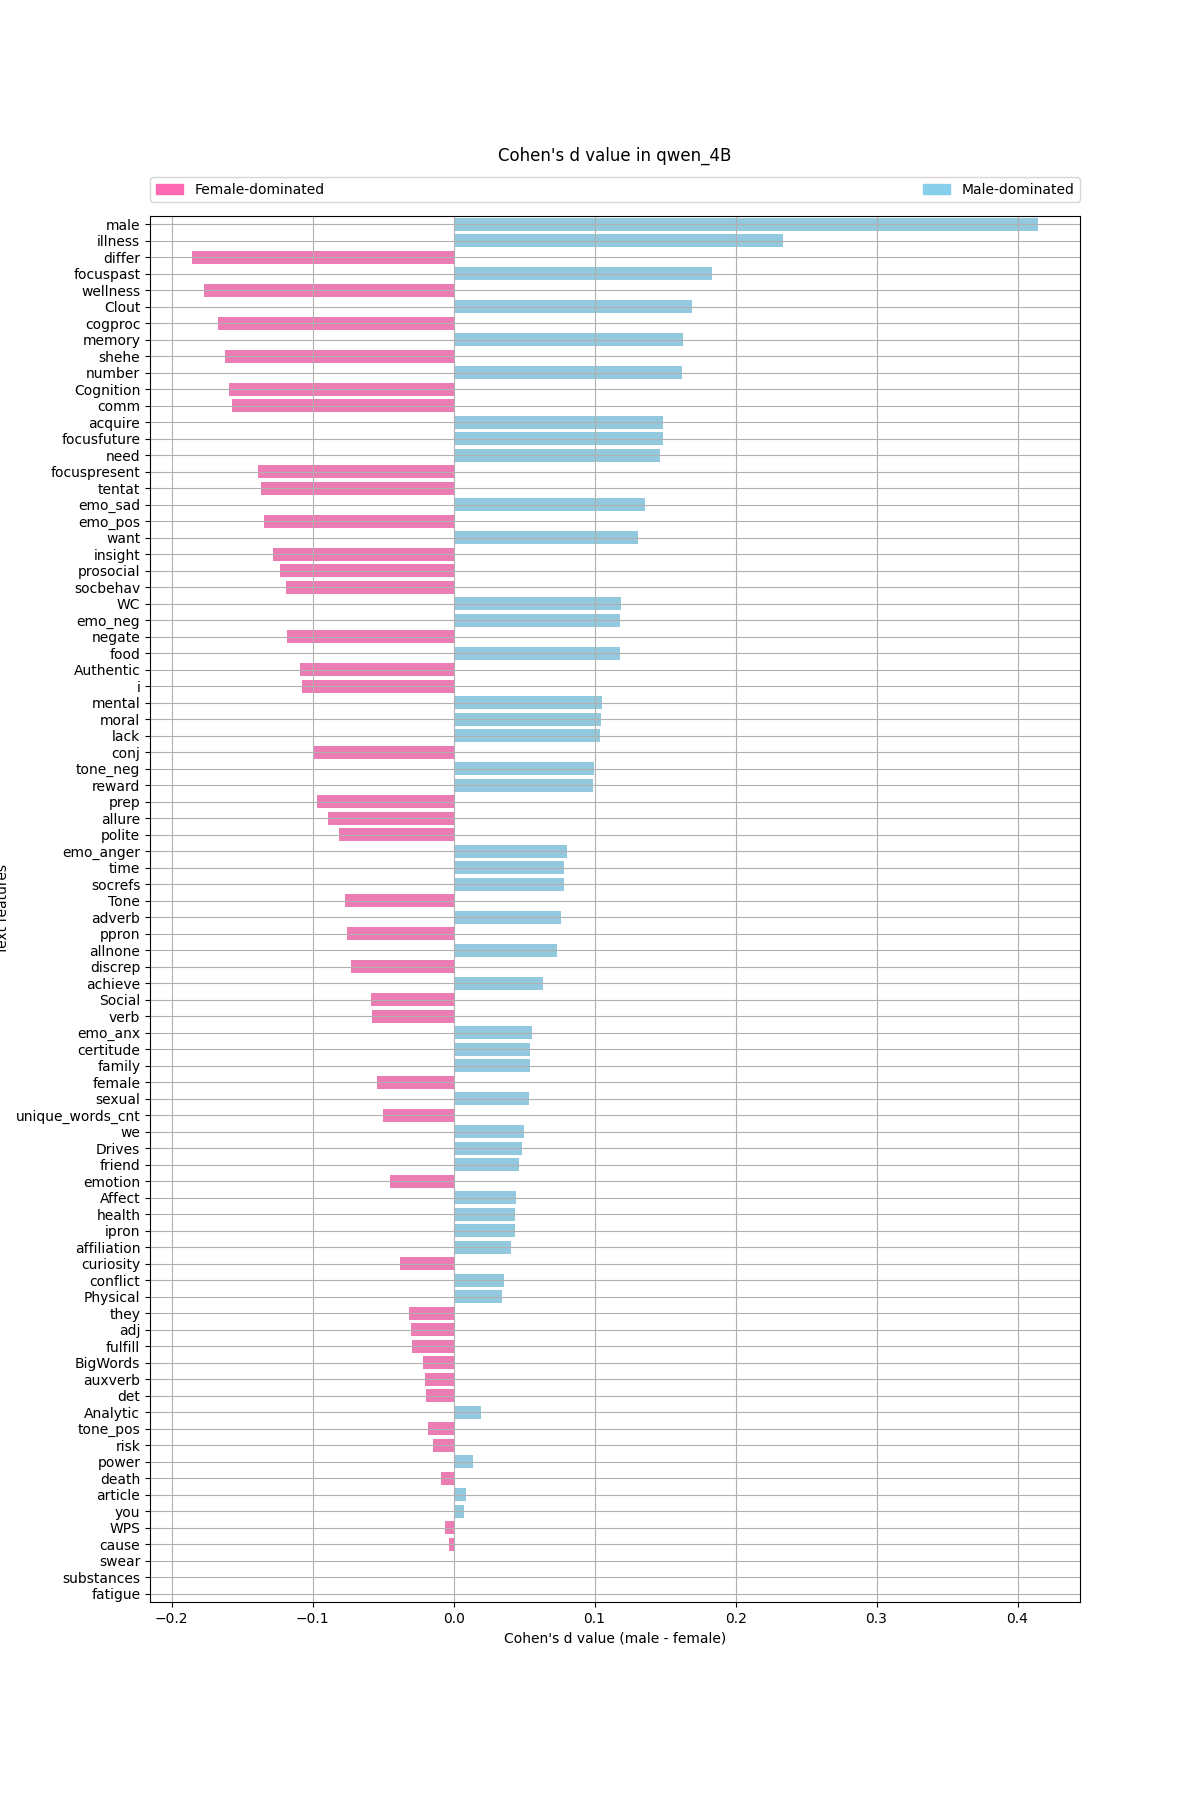 Cohen's d value in qwen_4B
Female-dominated
Male-dominated
male
illness
differ
focuspast
wellness
Clout
cogproc
memory
shehe
number
Cognition
comm
acquire
focusfuture
need
focuspresent
tentat
emo_sad
emo_pos
want
insight
prosocial
socbehav
WC
emo_neg
negate
food
Authentic
i
mental
moral
lack
conj
tone_neg
reward
prep
allure
polite
emo_anger
time
socrefs
Tone
adverb
ppron
allnone
discrep
achieve
Social
verb
emo_anx
certitude
family
female
sexual
unique_words_cnt
we
Drives
friend
emotion
Affect
health
ipron
affiliation
curiosity
conflict
Physical
they
adj
fulfill
BigWords
auxverb
det
Analytic
tone_pos
risk
power
death
article
you
WPS
cause
swear
substances
fatigue
−0.2 −0.1 0.0 0.1 0.2 0.3 0.4
Cohen's d value (male - female)